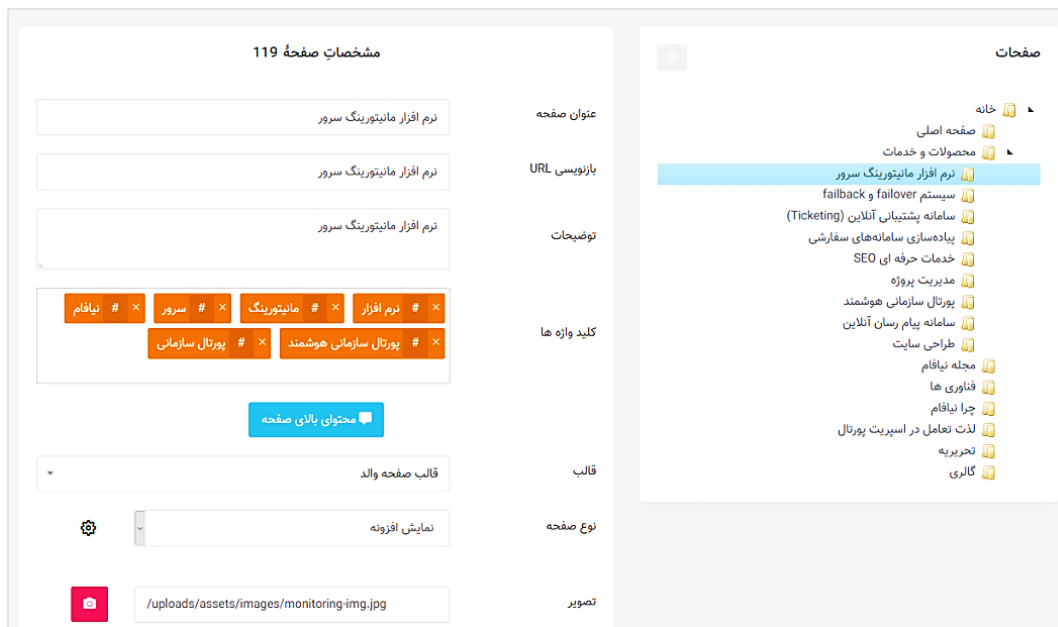 صفحات
خانه
صفحه اصلی
محصولات و خدمات
نرم افزار مانیتورینگ سرور
سیستم failover و failback
سامانه پشتیبانی آنلاین (Ticketing)
پیاده‌سازی سامانه‌های سفارشی
خدمات حرفه ای SEO
مدیریت پروژه
پورتال سازمانی هوشمند
سامانه پیام رسان آنلاین
طراحی سایت
مجله نیافام
فناوری ها
چرا نیافام
لذت تعامل در اسپریت پورتال
تحریریه
گالری
مشخصاتِ صفحهٔ 119
عنوان صفحه نرم افزار مانیتورینگ سرور
بازنویسی URL نرم افزار مانیتورینگ سرور
توضیحات نرم افزار مانیتورینگ سرور
کلید واژه ها
× # نرم افزار × # مانیتورینگ × # سرور × # نیافام
× # پورتال سازمانی هوشمند × # پورتال سازمانی
محتوای بالای صفحه
قالب قالب صفحه والد
نوع صفحه نمایش افزونه
تصویر /uploads/assets/images/monitoring-img.jpg